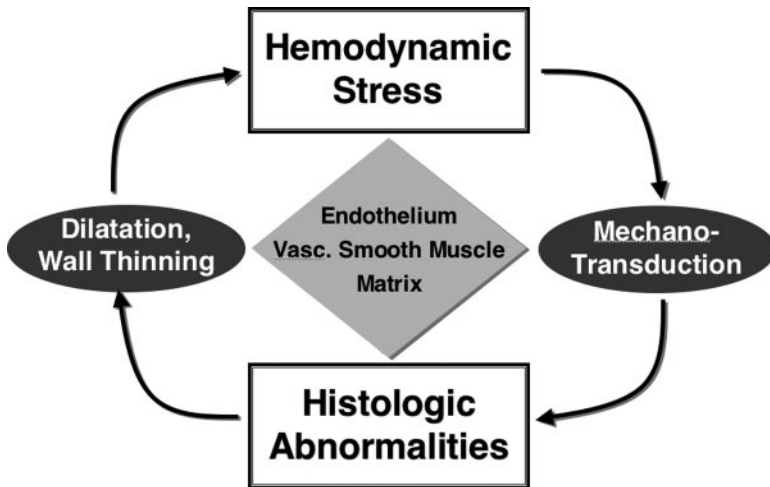 Hemodynamic
Stress
Dilatation,
Wall Thinning
Endothelium
Vasc. Smooth Muscle
Matrix
Mechano-
Transduction
Histologic
Abnormalities